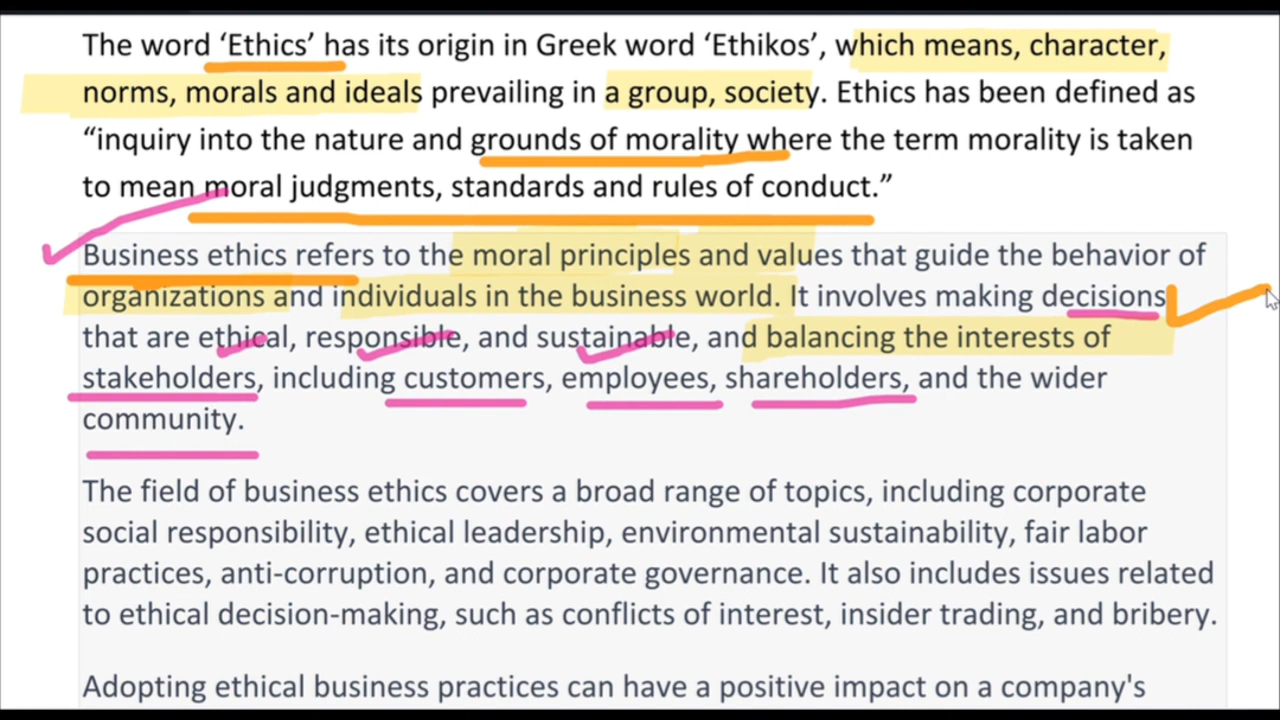 The word ‘Ethics’ has its origin in Greek word ‘Ethikos’, which means, character,
norms, morals and ideals prevailing in a group, society. Ethics has been defined as
“inquiry into the nature and grounds of morality where the term morality is taken
to mean moral judgments, standards and rules of conduct.”
Business ethics refers to the moral principles and values that guide the behavior of
organizations and individuals in the business world. It involves making decisions
that are ethical, responsible, and sustainable, and balancing the interests of
stakeholders, including customers, employees, shareholders, and the wider
community.
The field of business ethics covers a broad range of topics, including corporate
social responsibility, ethical leadership, environmental sustainability, fair labor
practices, anti-corruption, and corporate governance. It also includes issues related
to ethical decision-making, such as conflicts of interest, insider trading, and bribery.
Adopting ethical business practices can have a positive impact on a company's